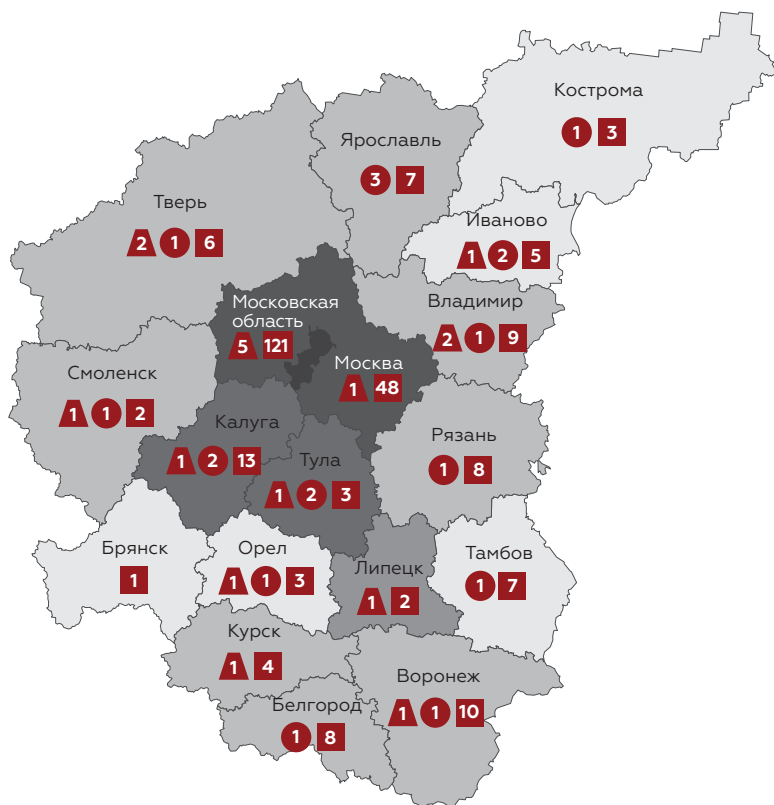 Кострома
1 3
Ярославль
3 7
Тверь
2 1 6
Иваново
1 2 5
Московская
область
5 121
Владимир
2 1 9
Москва
1 48
Смоленск
1 1 2
Калуга
1 2 13
Рязань
1 8
Тула
1 2 3
Брянск
1
Орел
1 1 3
Липецк
1 2
Тамбов
1 7
Курск
1 4
Воронеж
1 1 10
Белгород
1 8